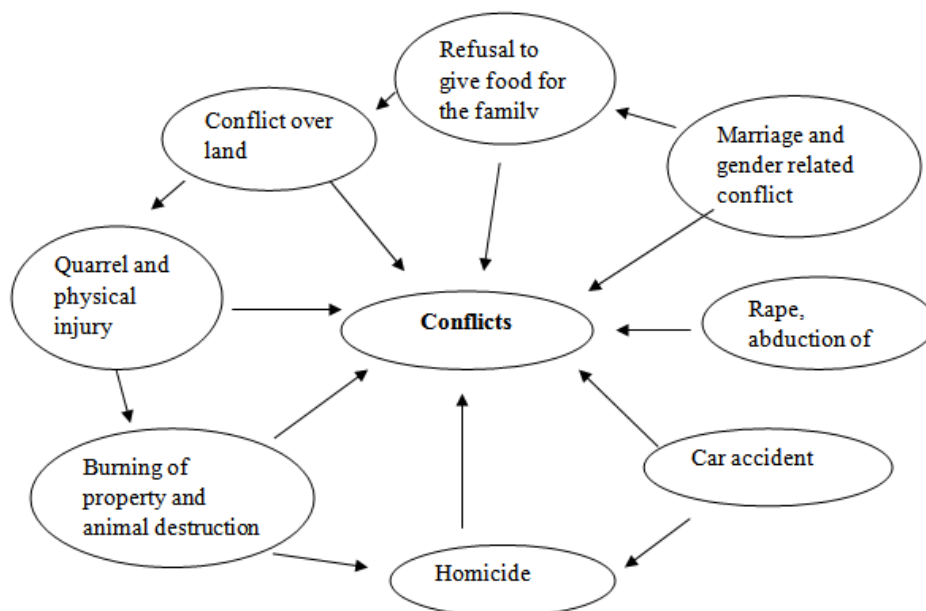 Refusal to
give food for
the family
Conflict over
land
Marriage and
gender related
conflict
Quarrel and
physical
injury
Conflicts
Rape,
abduction of
Burning of
property and
animal destruction
Car accident
Homicide